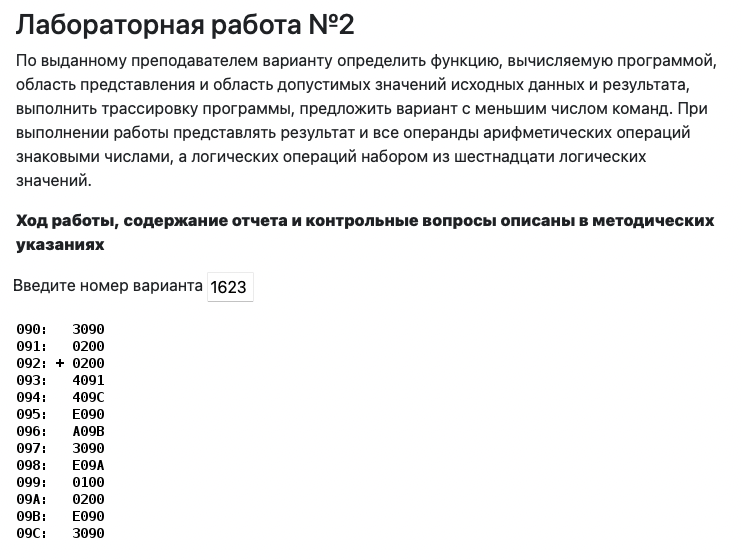 Лабораторная работа №2
По выданному преподавателем варианту определить функцию, вычисляемую программой,
область представления и область допустимых значений исходных данных и результата,
выполнить трассировку программы, предложить вариант с меньшим числом команд. При
выполнении работы представлять результат и все операнды арифметических операций
знаковыми числами, а логических операций набором из шестнадцати логических
значений.
Ход работы, содержание отчета и контрольные вопросы описаны в методических
указаниях
Введите номер варианта 1623
090: 3090
091: 0200
092: + 0200
093: 4091
094: 409C
095: E090
096: A09B
097: 3090
098: E09A
099: 0100
09A: 0200
09B: E090
09C: 3090